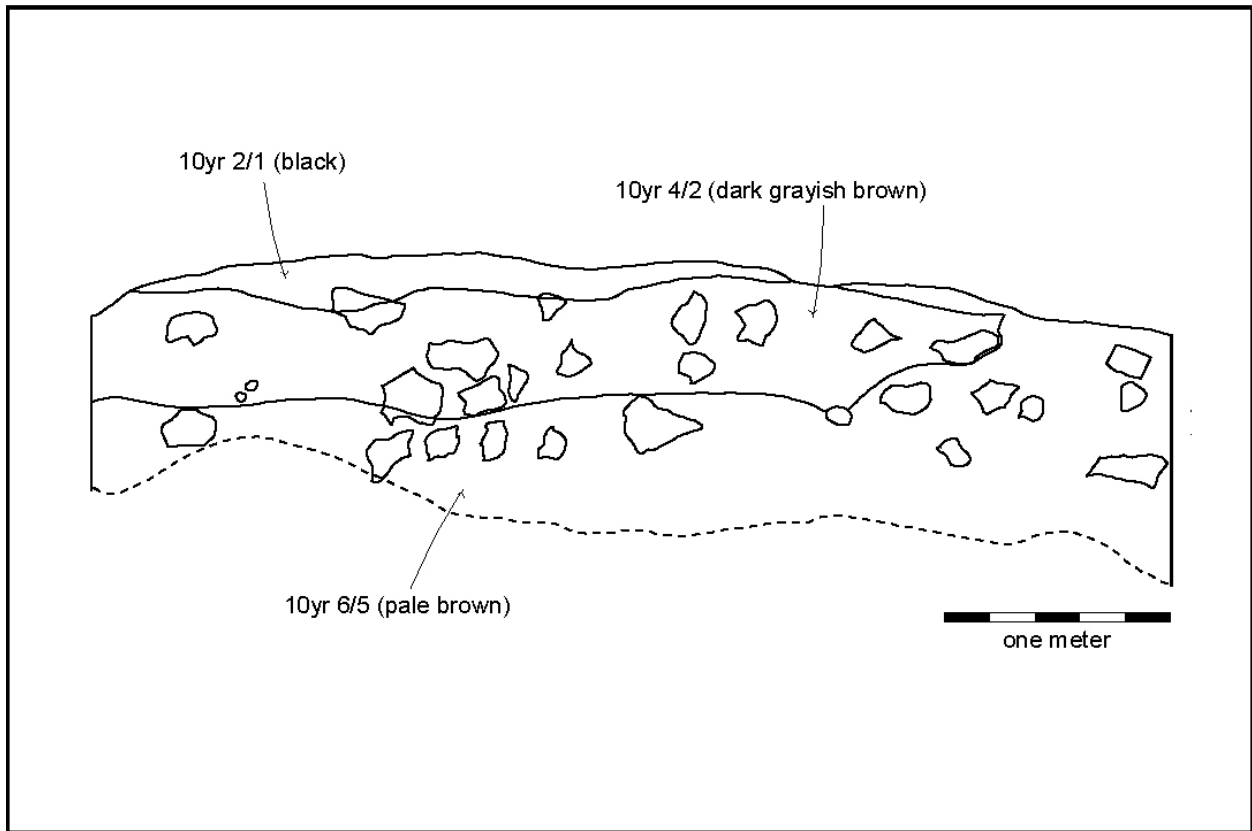 10yr 2/1 (black)
10yr 4/2 (dark grayish brown)
10yr 6/5 (pale brown)
one meter